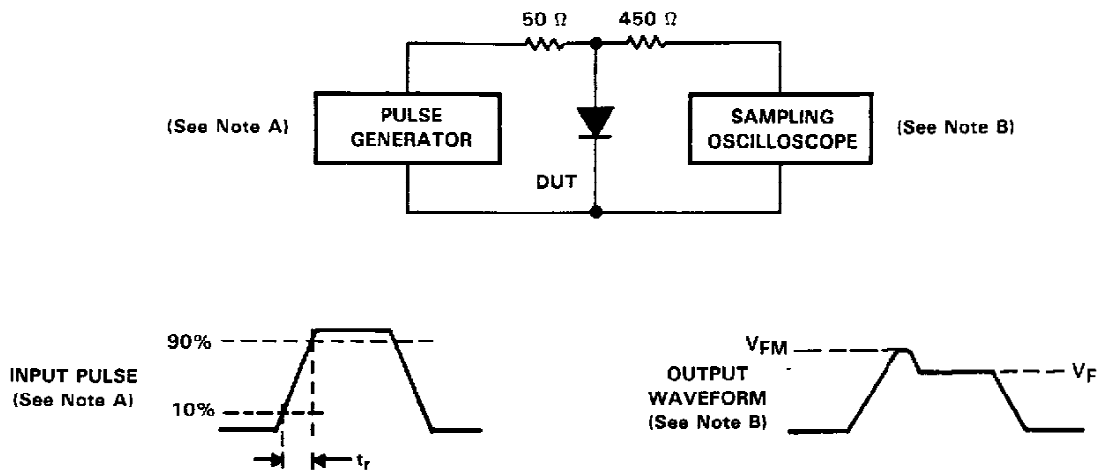 50 Ω
450 Ω
(See Note A)
PULSE
GENERATOR
SAMPLING
OSCILLOSCOPE
(See Note B)
DUT
INPUT PULSE
(See Note A)
90%
10%
tr
OUTPUT
WAVEFORM
(See Note B)
VFM
VF